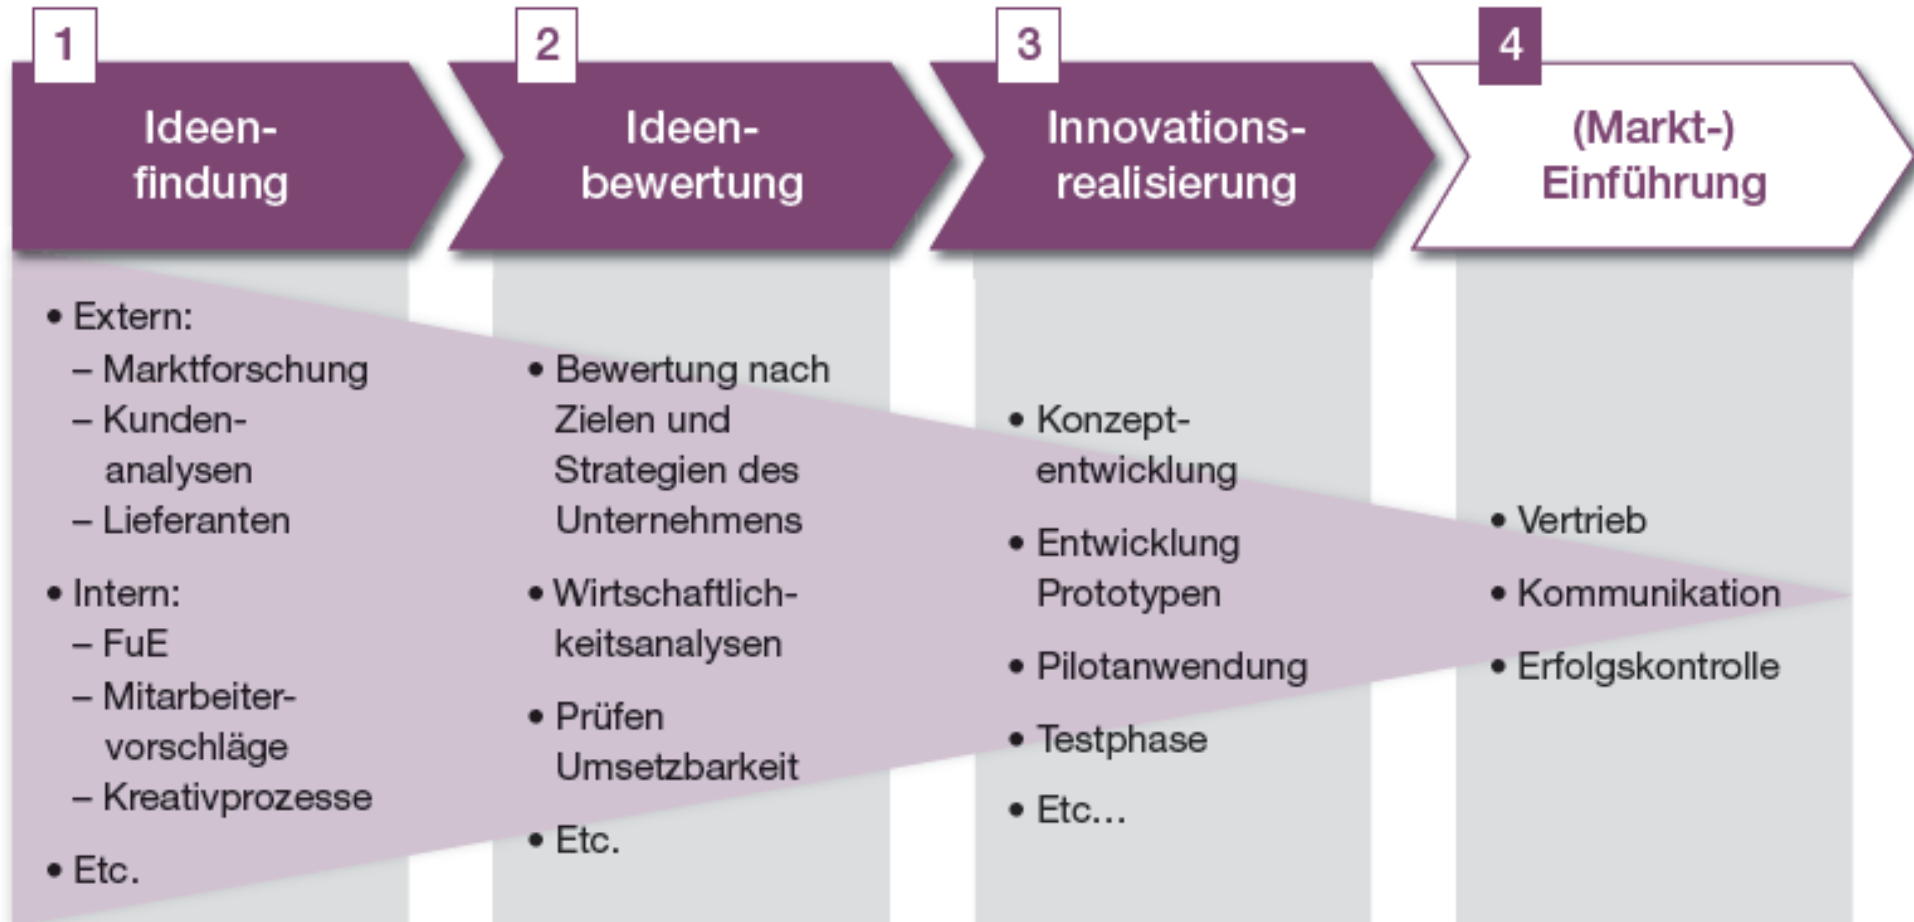 1
Ideen-
findung
• Extern:
– Marktforschung
– Kunden-
analysen
– Lieferanten
• Intern:
– FuE
– Mitarbeiter-
vorschläge
– Kreativprozesse
• Etc.
2
Ideen-
bewertung
• Bewertung nach
Zielen und
Strategien des
Unternehmens
• Wirtschaftlich-
keitsanalysen
• Prüfen
Umsetzbarkeit
• Etc.
3
Innovations-
realisierung
• Konzept-
entwicklung
• Entwicklung
Prototypen
• Pilotanwendung
• Testphase
• Etc...
4
(Markt-)
Einführung
• Vertrieb
• Kommunikation
• Erfolgskontrolle